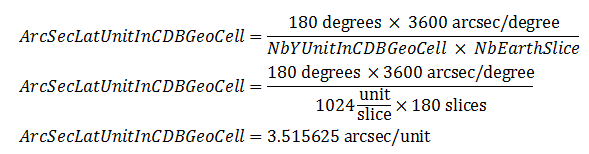 ArcSecLatUnitInCDBGeoCell = 180 degrees × 3600 arcsec/degree / NbYUnitInCDBGeoCell × NbEarthSlice
ArcSecLatUnitInCDBGeoCell = 180 degrees ×3600 arcsec/degree / 1024 unit/slice × 180 slices
ArcSecLatUnitInCDBGeoCell = 3.515625 arcsec/unit